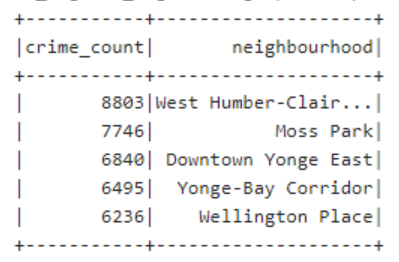 +-----------+--------------------+
|crime_count|       neighbourhood|
+-----------+--------------------+
|       8803|West Humber-Clair...|
|       7746|           Moss Park|
|       6840| Downtown Yonge East|
|       6495|  Yonge-Bay Corridor|
|       6236|    Wellington Place|
+-----------+--------------------+